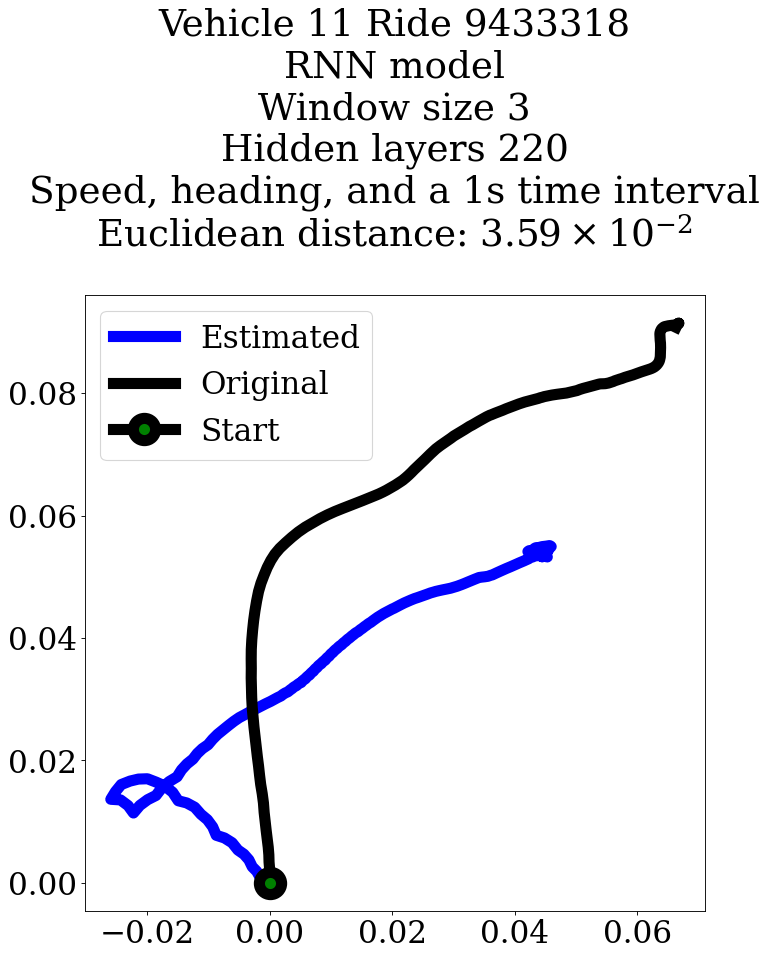 Vehicle 11 Ride 9433318
RNN model
Window size 3
Hidden layers 220
Speed, heading, and a 1s time interval
Euclidean distance: 3.59 × 10⁻²
Estimated
Original
Start
0.08
0.06
0.04
0.02
0.00
−0.02 0.00 0.02 0.04 0.06